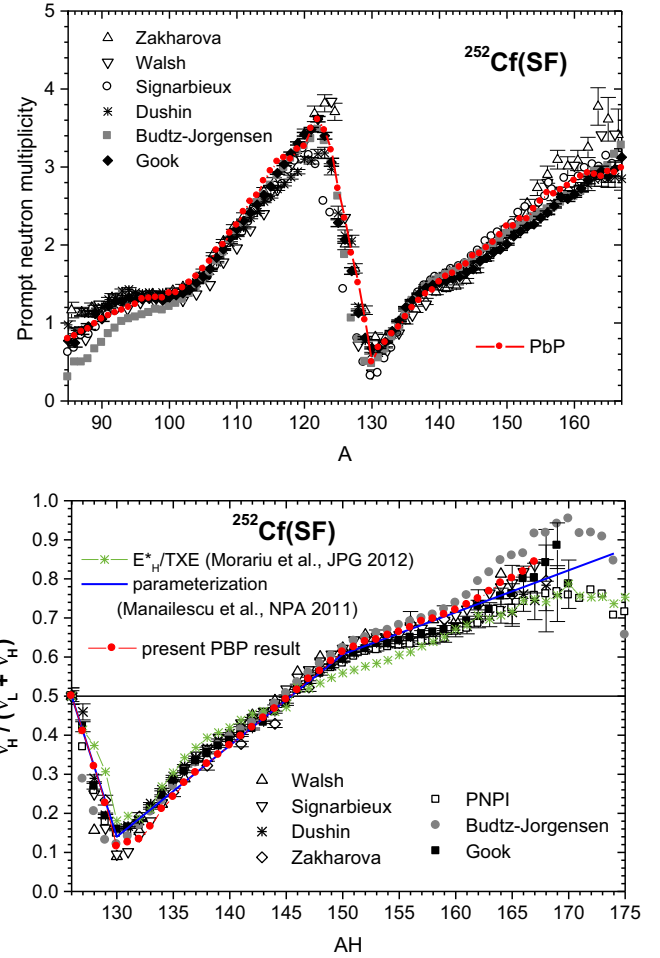 5
4
3
2
1
0
Prompt neutron multiplicity
Zakharova
Walsh
Signarbieux
Dushin
Budtz-Jorgensen
Gook
²⁵²Cf(SF)
PbP
90 100 110 120 130 140 150 160
A
1.0
0.9
0.8
0.7
0.6
0.5
0.4
0.3
0.2
0.1
0.0
ν_H / (ν_L + ν_H)
²⁵²Cf(SF)
E*_H/TXE (Morariu et al., JPG 2012)
parameterization
(Manailescu et al., NPA 2011)
present PBP result
Walsh
Signarbieux
Dushin
Zakharova
PNPI
Budtz-Jorgensen
Gook
130 135 140 145 150 155 160 165 170 175
AH